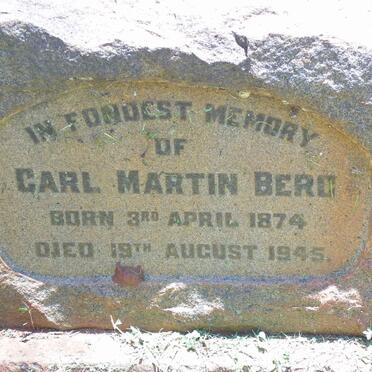 IN FONDEST MEMORY
OF
CARL MARTIN BERG
BORN 3RD APRIL 1874
DIED 19TH AUGUST 1945.